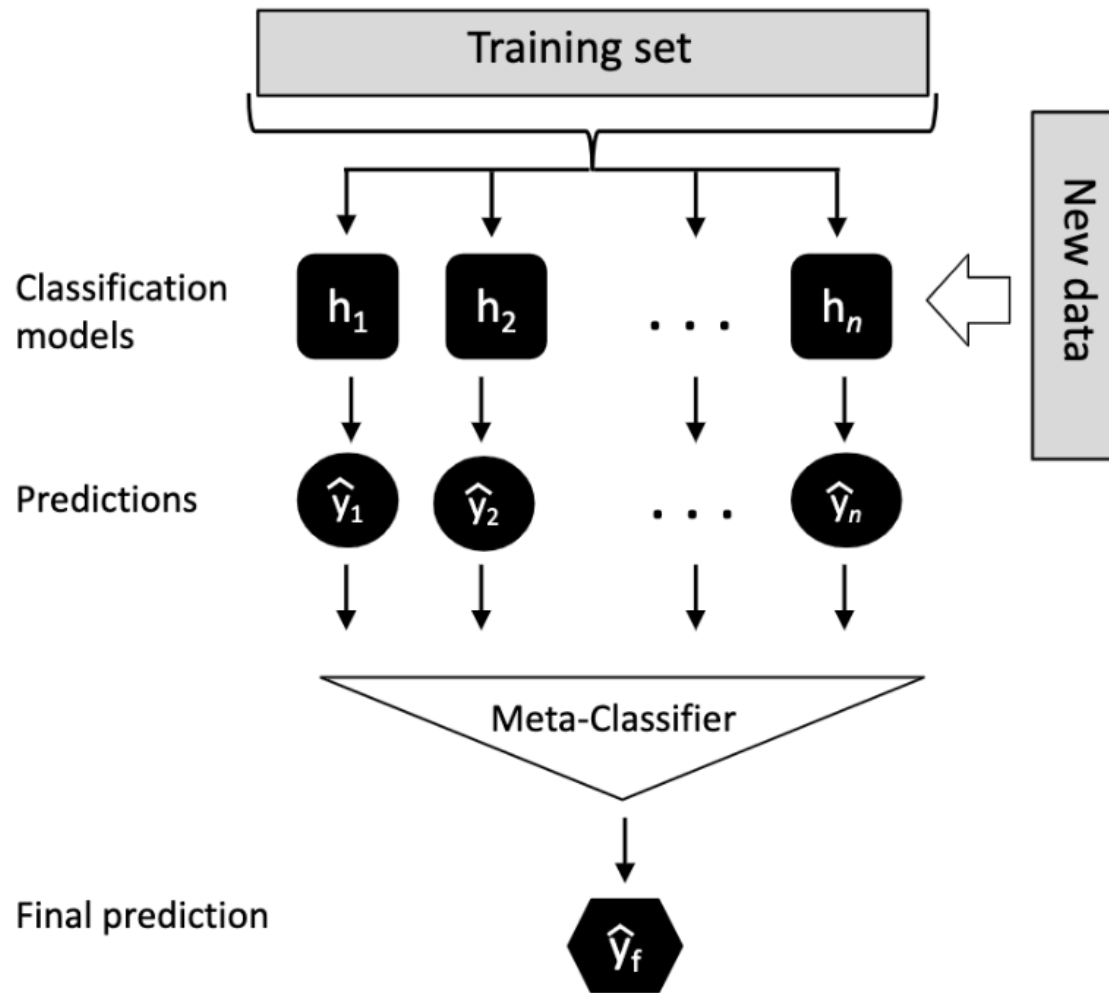 Training set
New data
Classification
models
h₁ h₂ . . . hₙ
Predictions
ŷ₁ ŷ₂ . . . ŷₙ
Meta-Classifier
Final prediction
ŷf